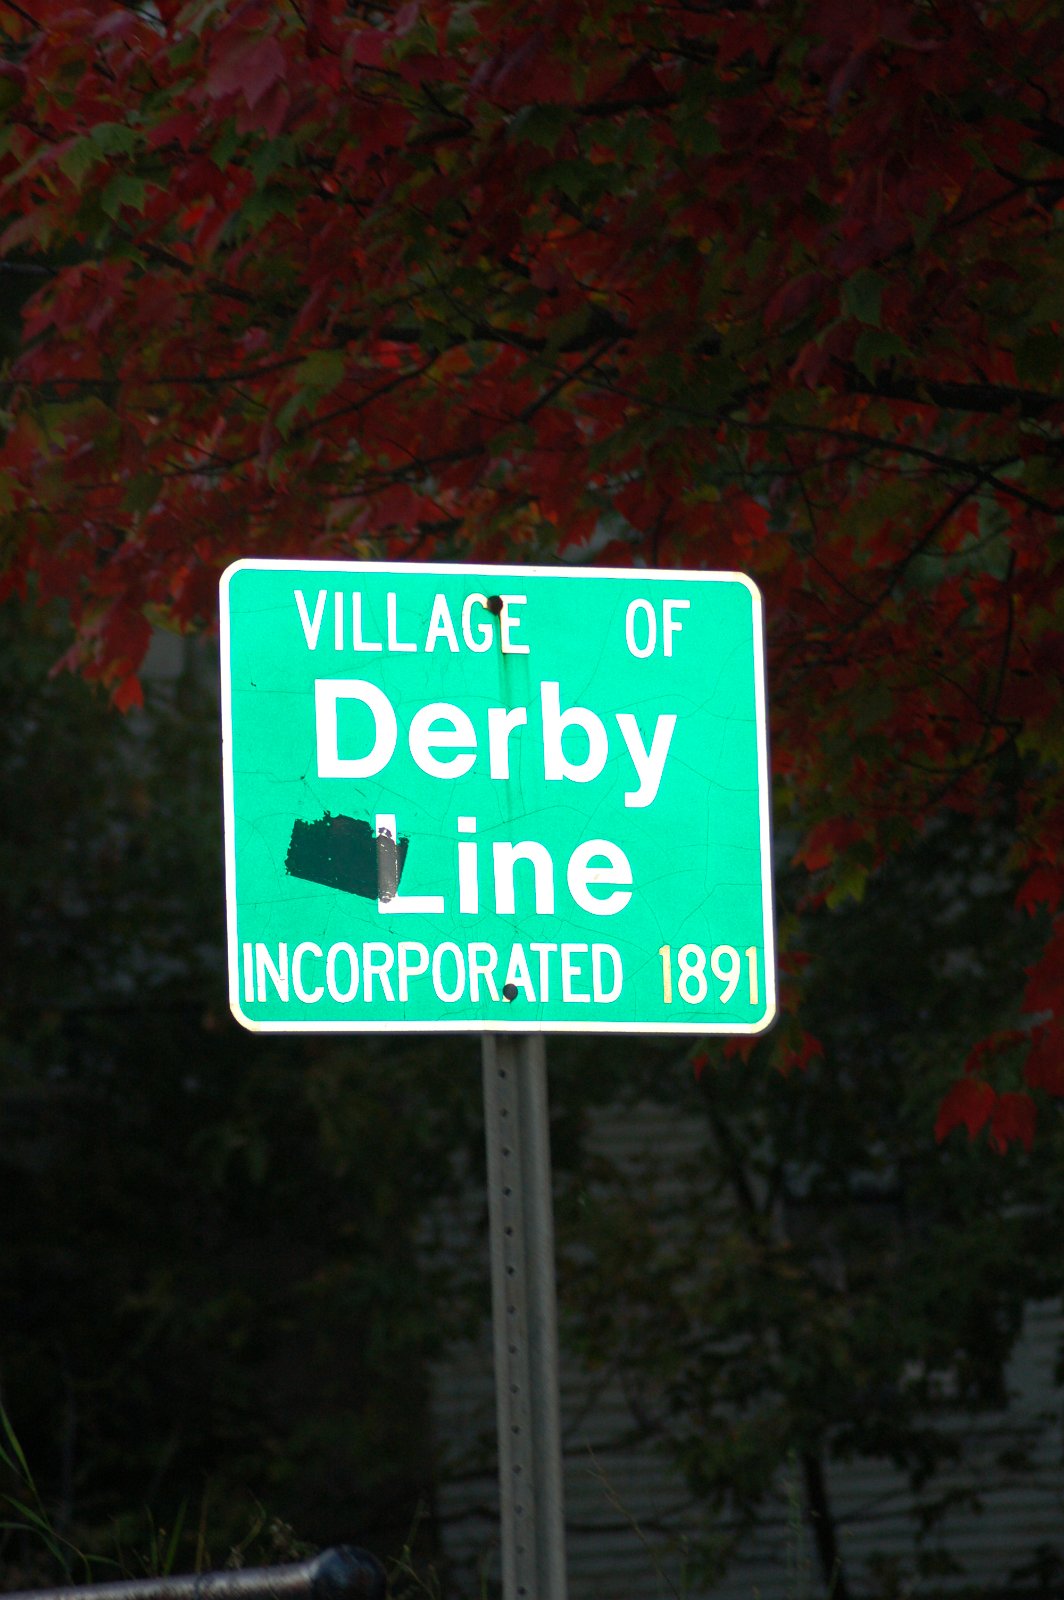 VILLAGE OF
Derby
Line
INCORPORATED 1891